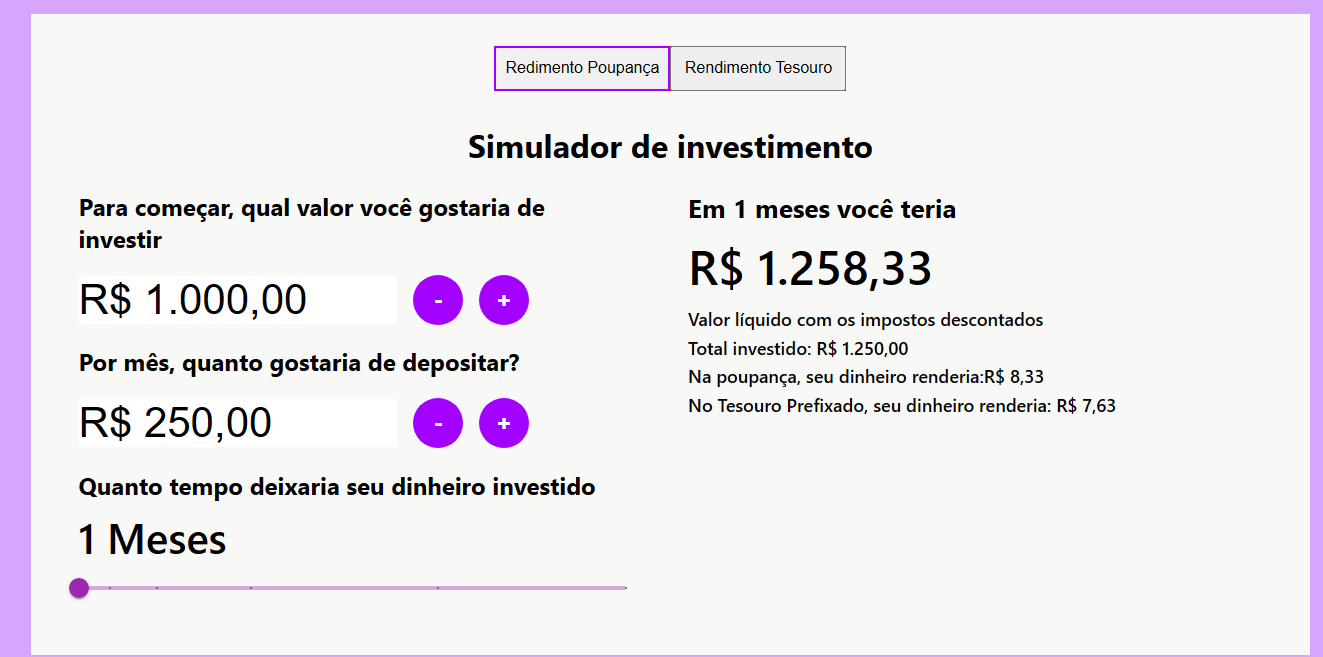 Redimento Poupança
Rendimento Tesouro
Simulador de investimento
Para começar, qual valor você gostaria de
investir
R$ 1.000,00
-
+
Por mês, quanto gostaria de depositar?
R$ 250,00
-
+
Quanto tempo deixaria seu dinheiro investido
1 Meses
Em 1 meses você teria
R$ 1.258,33
Valor líquido com os impostos descontados
Total investido: R$ 1.250,00
Na poupança, seu dinheiro renderia:R$ 8,33
No Tesouro Prefixado, seu dinheiro renderia: R$ 7,63